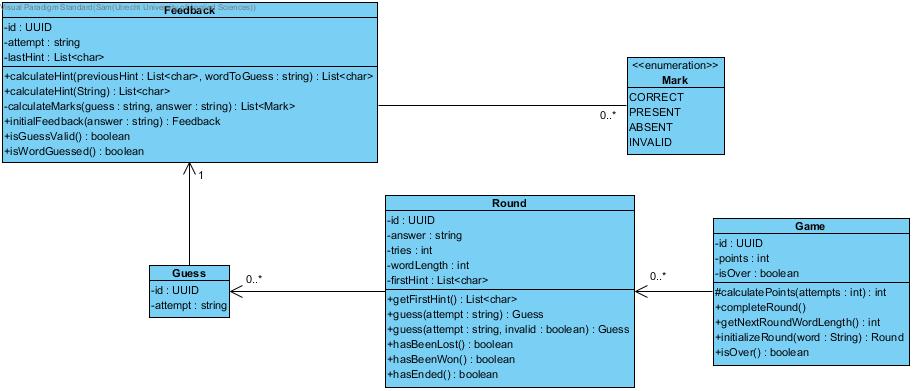 Visual Paradigm Standard(Sam(Utrecht University of Applied Sciences))
Feedback
-id : UUID
-attempt : string
-lastHint : List<char>
+calculateHint(previousHint : List<char>, wordToGuess : string) : List<char>
+calculateHint(String) : List<char>
-calculateMarks(guess : string, answer : string) : List<Mark>
+initialFeedback(answer : string) : Feedback
+isGuessValid() : boolean
+isWordGuessed() : boolean
<<enumeration>>
Mark
CORRECT
PRESENT
ABSENT
INVALID
0..*
1
Guess
-id : UUID
-attempt : string
0..*
Round
-id : UUID
-answer : string
-tries : int
-wordLength : int
-firstHint : List<char>
+getFirstHint() : List<char>
+guess(attempt : string) : Guess
+guess(attempt : string, invalid : boolean) : Guess
+hasBeenLost() : boolean
+hasBeenWon() : boolean
+hasEnded() : boolean
0..*
Game
-id : UUID
-points : int
-isOver : boolean
#calculatePoints(attempts : int) : int
+completeRound()
+getNextRoundWordLength() : int
+initializeRound(word : String) : Round
+isOver() : boolean